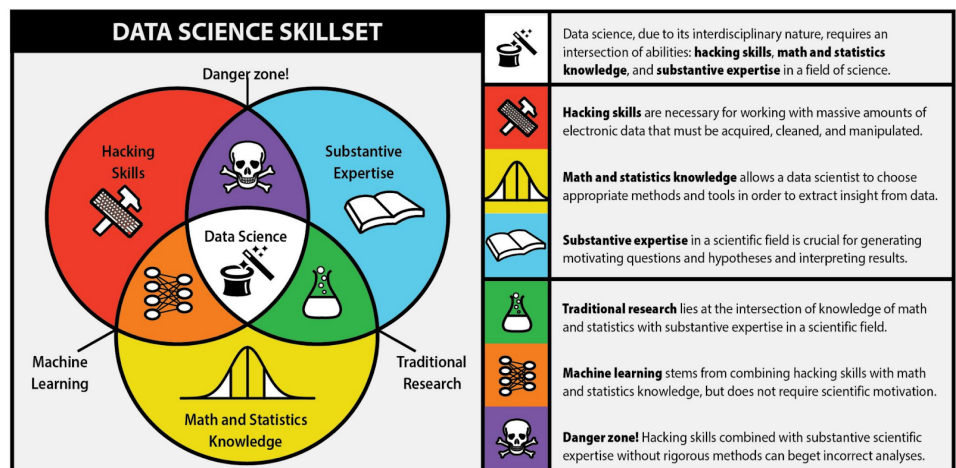 DATA SCIENCE SKILLSET
Danger zone!
Hacking
Skills
Substantive
Expertise
Data Science
Machine
Learning
Traditional
Research
Math and Statistics
Knowledge
Data science, due to its interdisciplinary nature, requires an
intersection of abilities: hacking skills, math and statistics
knowledge, and substantive expertise in a field of science.
Hacking skills are necessary for working with massive amounts of
electronic data that must be acquired, cleaned, and manipulated.
Math and statistics knowledge allows a data scientist to choose
appropriate methods and tools in order to extract insight from data.
Substantive expertise in a scientific field is crucial for generating
motivating questions and hypotheses and interpreting results.
Traditional research lies at the intersection of knowledge of math
and statistics with substantive expertise in a scientific field.
Machine learning stems from combining hacking skills with math
and statistics knowledge, but does not require scientific motivation.
Danger zone! Hacking skills combined with substantive scientific
expertise without rigorous methods can beget incorrect analyses.